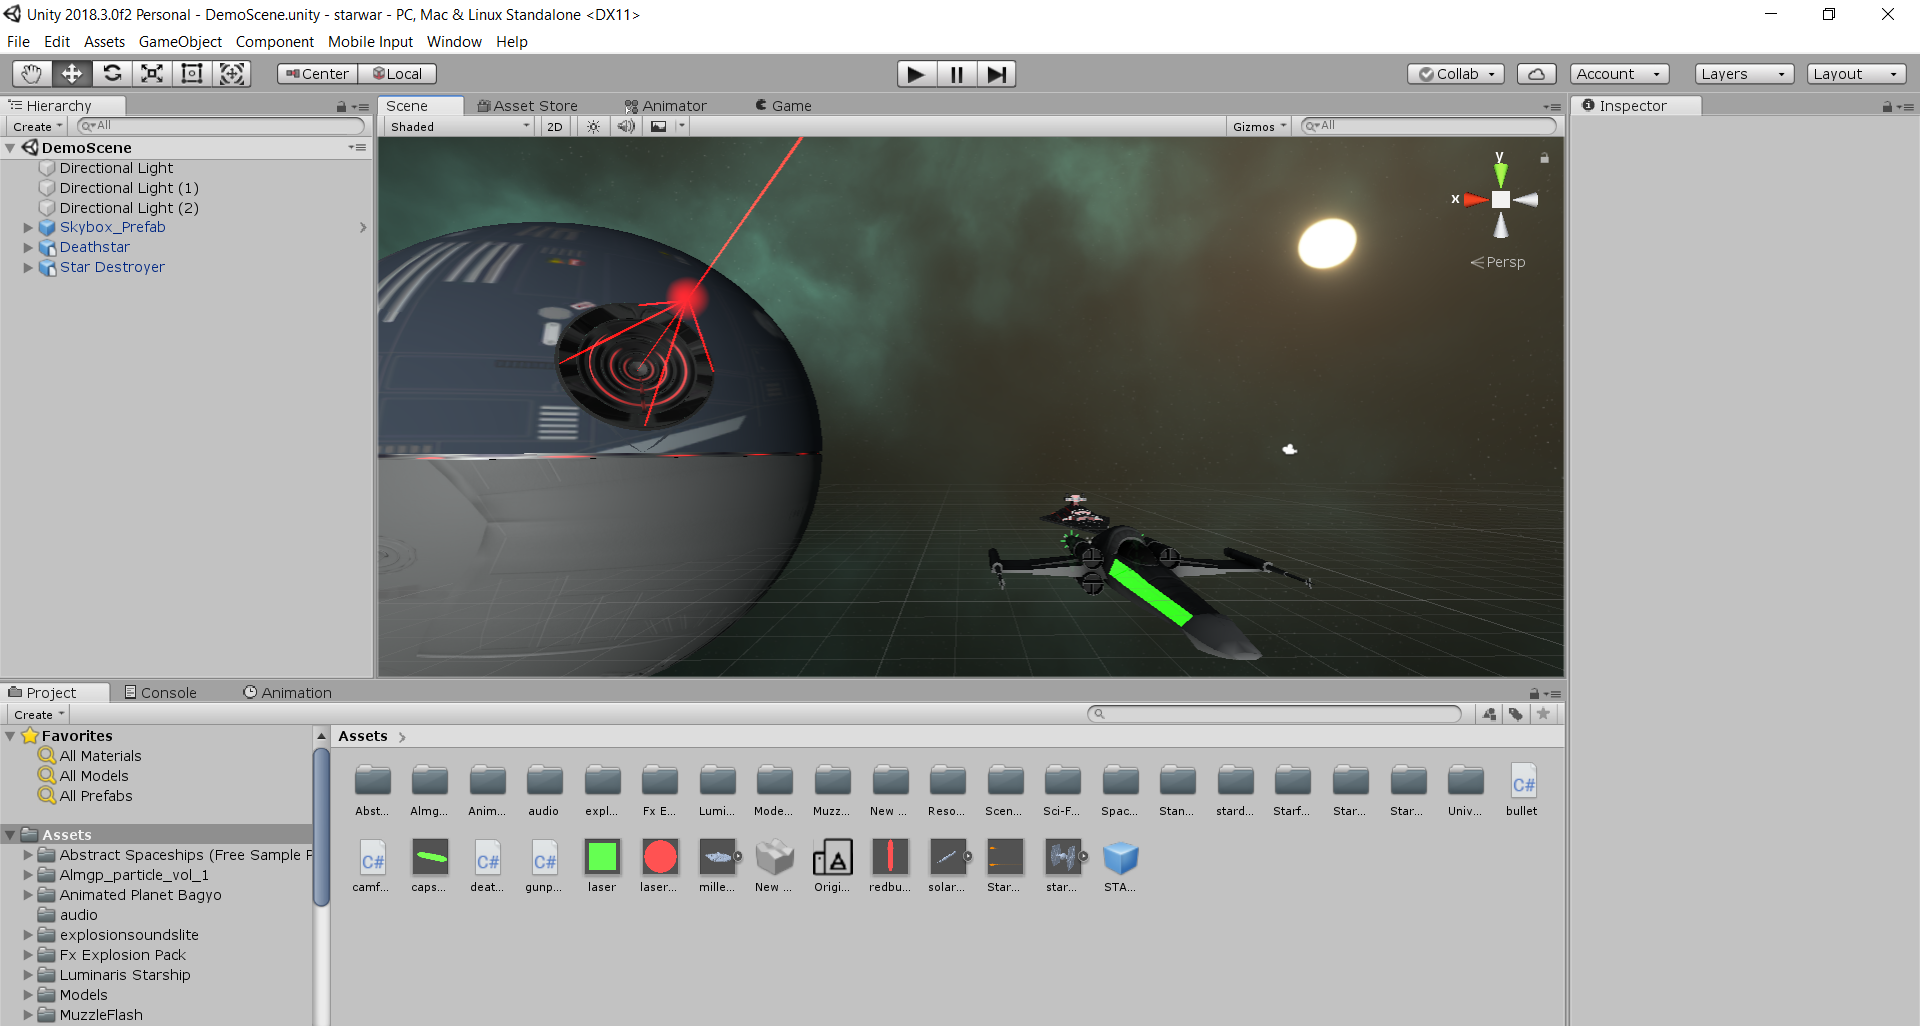 Unity 2018.3.0f2 Personal - DemoScene.unity - starwar - PC, Mac & Linux Standalone <DX11>
File Edit Assets GameObject Component Mobile Input Window Help
Center Local Collab Account Layers Layout
Hierarchy Scene Asset Store Animator Game Inspector
Create All Shaded 2D Gizmos All
DemoScene
Directional Light
Directional Light (1)
Directional Light (2)
Skybox_Prefab
Deathstar
Star Destroyer
y
x
Persp
Project Console Animation
Create
Favorites
All Materials
All Models
All Prefabs
Assets
Abstract Spaceships (Free Sample P
Almgp_particle_vol_1
Animated Planet Bagyo
audio
explosionsoundslite
Fx Explosion Pack
Luminaris Starship
Models
MuzzleFlash
Assets
C#
Abst... Almg... Anim... audio expl... Fx E... Lumi... Mode... Muzz... New ... Reso... Scen... Sci-F... Spac... Stan... stard... Starf... Star... Star... Univ... bullet
C# C# C#
camf... caps... deat... gunp... laser laser... mille... New ... Origi... redbu... solar... Star... star... STA...